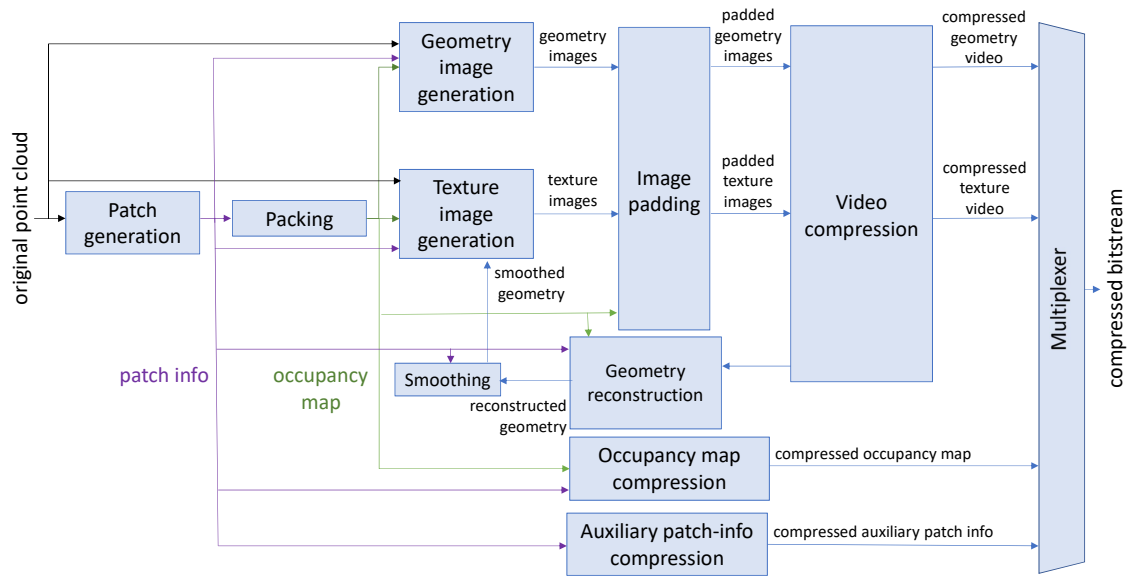 Geometry
image
generation
geometry
images
padded
geometry
images
compressed
geometry
video
original point cloud
Patch
generation
Packing
Texture
image
generation
texture
images
Image
padding
padded
texture
images
Video
compression
compressed
texture
video
Multiplexer
compressed bitstream
smoothed
geometry
patch info
occupancy
map
Smoothing
reconstructed
geometry
Geometry
reconstruction
Occupancy map
compression
compressed occupancy map
Auxiliary patch-info
compression
compressed auxiliary patch info